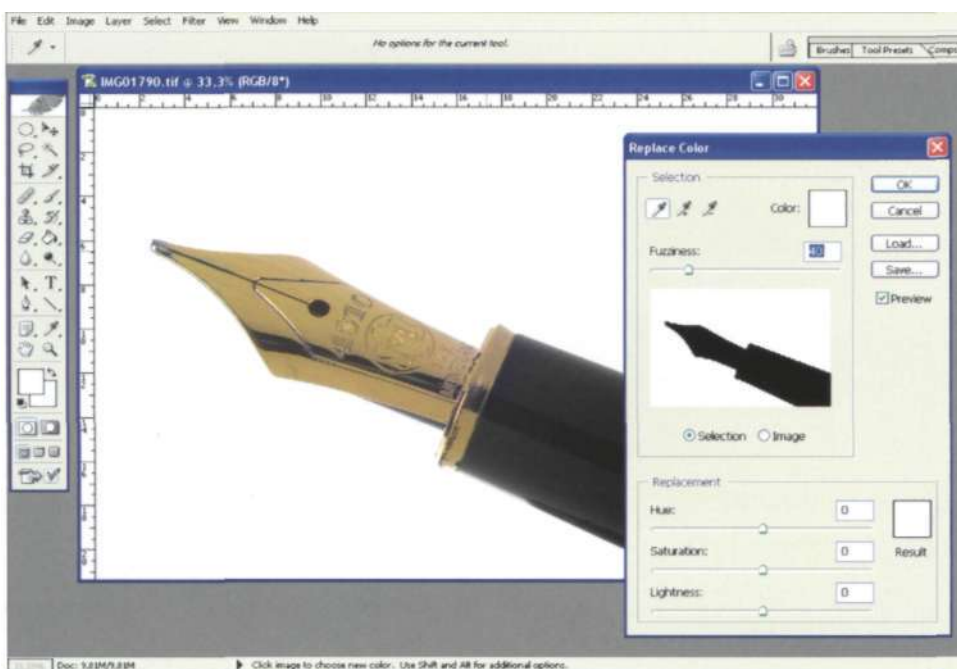 File Edit Image Layer Select Filter View Window Help
No options for the current tool.
Brushes Tool Presets
IMG01790.tif @ 33,3% (RGB/8*)
Replace Color
Selection
Color:
Fuzziness: 40
OK
Cancel
Load...
Save...
Preview
Selection Image
Replacement
Hue: 0
Saturation: 0
Lightness: 0
Result
4810
Doc: 9.81M/9.81M Click image to choose new color. Use Shift and Alt for additional options.